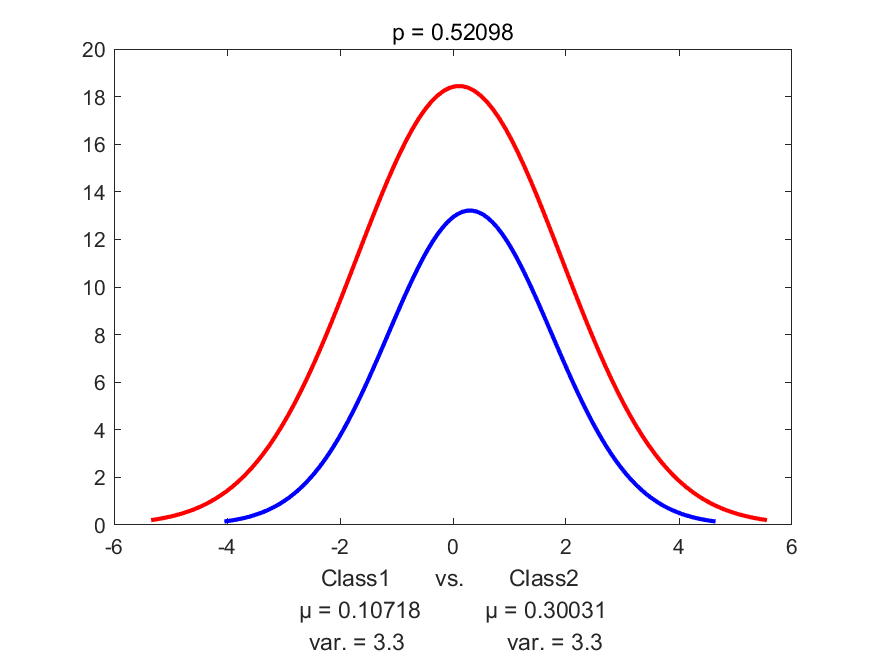 p = 0.52098
20
18
16
14
12
10
8
6
4
2
0
-6 -4 -2 0 2 4 6
Class1 vs. Class2
µ = 0.10718 µ = 0.30031
var. = 3.3 var. = 3.3